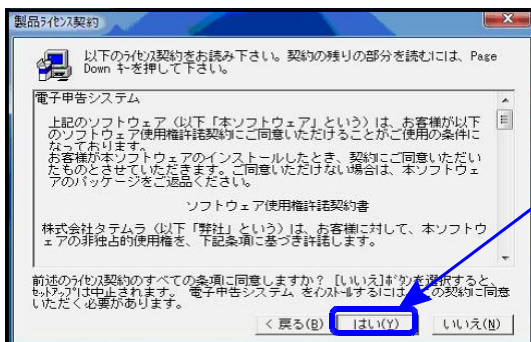 製品ﾗｲｾﾝｽ契約
以下のﾗｲｾﾝｽ契約をお読み下さい。契約の残りの部分を読むには、Page
Down キーを押して下さい。
電子申告システム
上記のソフトウェア（以下「本ソフトウェア」という）は、お客様が以下
のソフトウェア使用権許諾契約にご同意いただけることがご使用の条件に
なっております。
お客様が本ソフトウェアのインストールしたとき、契約にご同意いただい
たものとさせていただきます。ご同意いただけない場合は、本ソフトウェ
アのパッケージをご返品ください。
ソフトウェア使用権許諾契約書
株式会社タテムラ（以下「弊社」という）は、お客様に対して、本ソフトウ
ェアの非独占的使用権を、下記条項に基づき許諾します。
前述のﾗｲｾﾝｽ契約のすべての条項に同意しますか？［いいえ］ﾎﾞﾀﾝを選択すると、
ｾｯﾄｱｯﾌﾟは中止されます。 電子申告システム をｲﾝｽﾄｰﾙするには、この契約に同意
いただく必要があります。
< 戻る(B) はい(Y) いいえ(N)